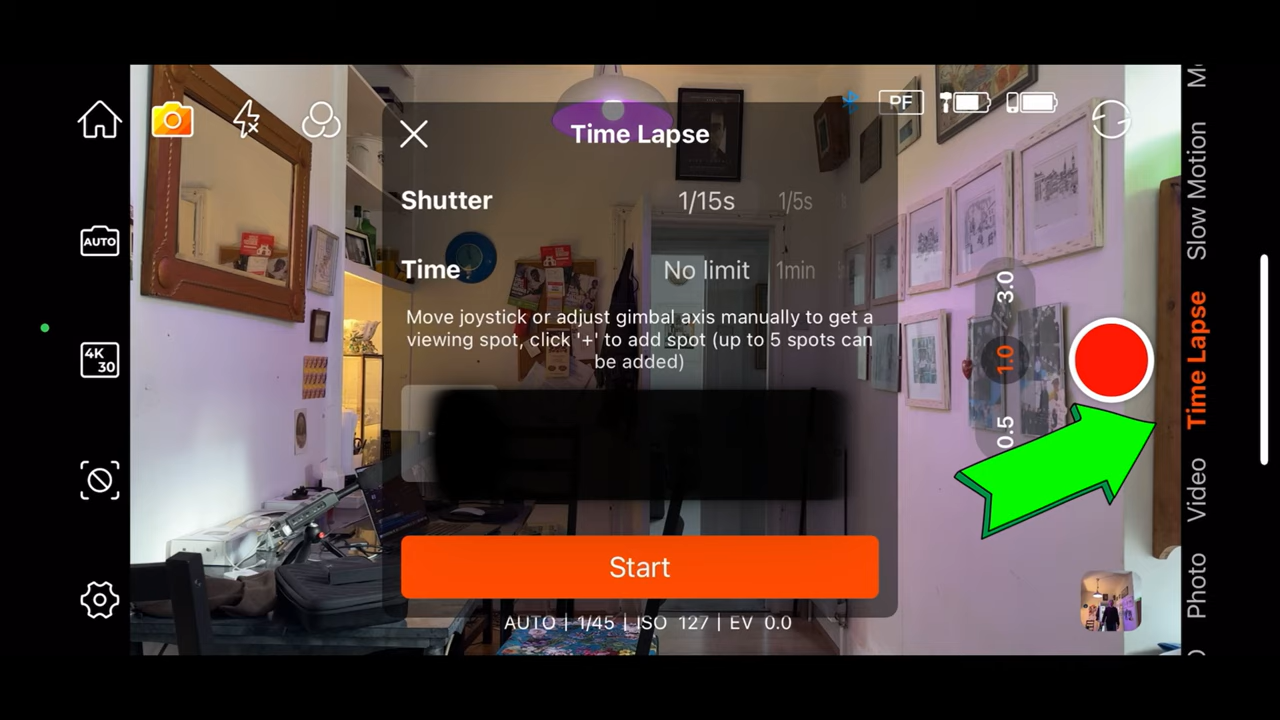 PF
Time Lapse
Shutter
1/15s
1/5s
Time
No limit
1min
Move joystick or adjust gimbal axis manually to get a
viewing spot, click '+' to add spot (up to 5 spots can
be added)
Start
AUTO | 1/45 | ISO 127 | EV 0.0
AUTO
4K
30
3.0
1.0
0.5
Slow Motion
Time Lapse
Video
Photo